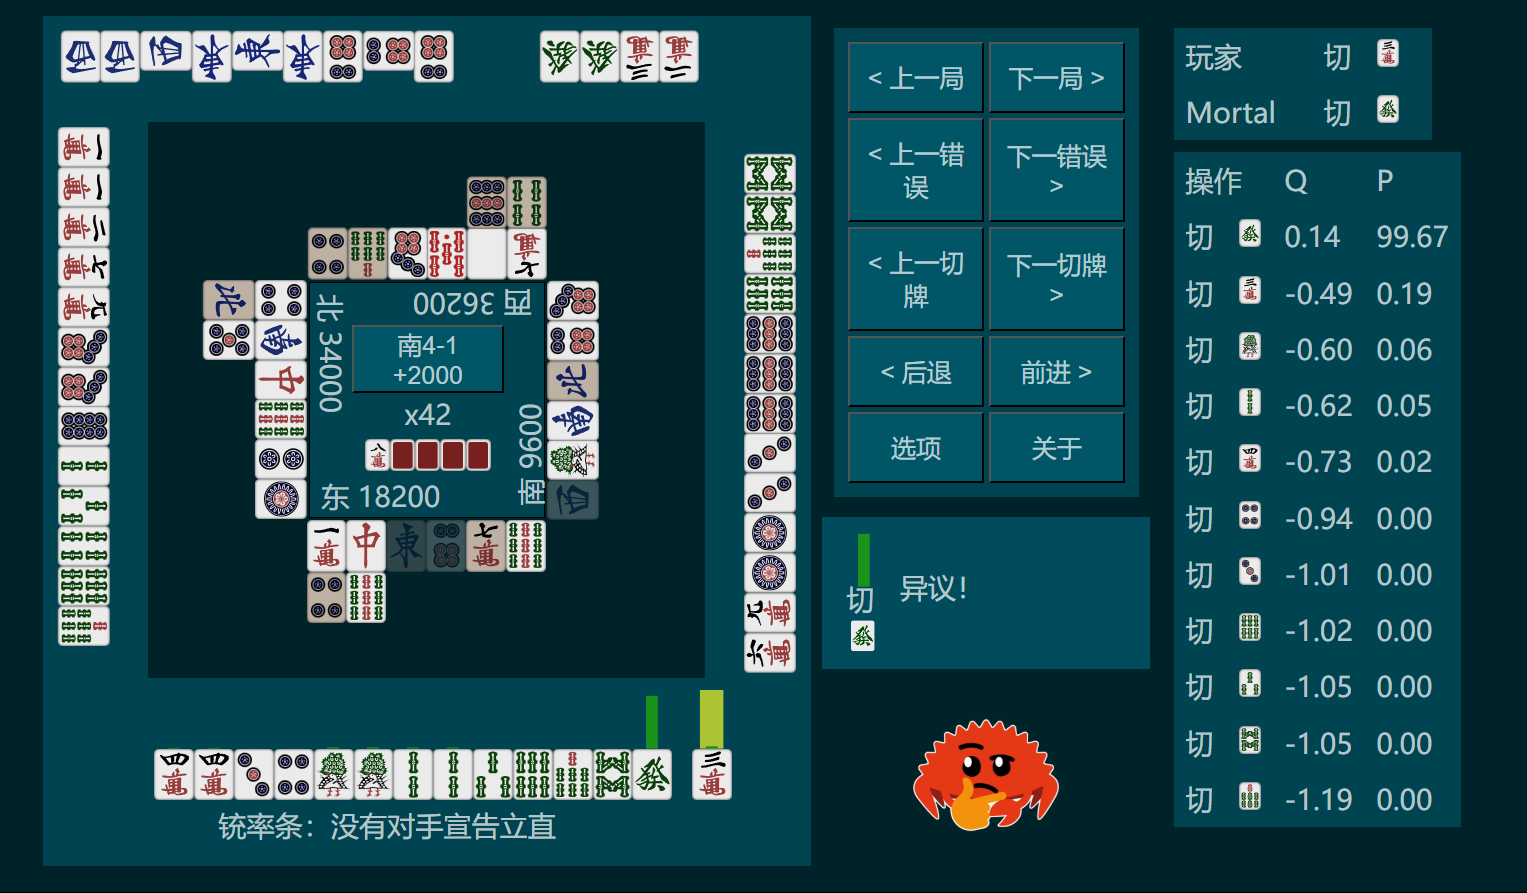 北 34000
西 36200
南4-1
+2000
x42
南 9600
东 18200
铳率条：没有对手宣告立直
< 上一局
下一局 >
< 上一错误
下一错误 >
< 上一切牌
下一切牌 >
< 后退
前进 >
选项
关于
切
异议！
玩家 切
Mortal 切
操作 Q P
切 0.14 99.67
切 -0.49 0.19
切 -0.60 0.06
切 -0.62 0.05
切 -0.73 0.02
切 -0.94 0.00
切 -1.01 0.00
切 -1.02 0.00
切 -1.05 0.00
切 -1.05 0.00
切 -1.19 0.00